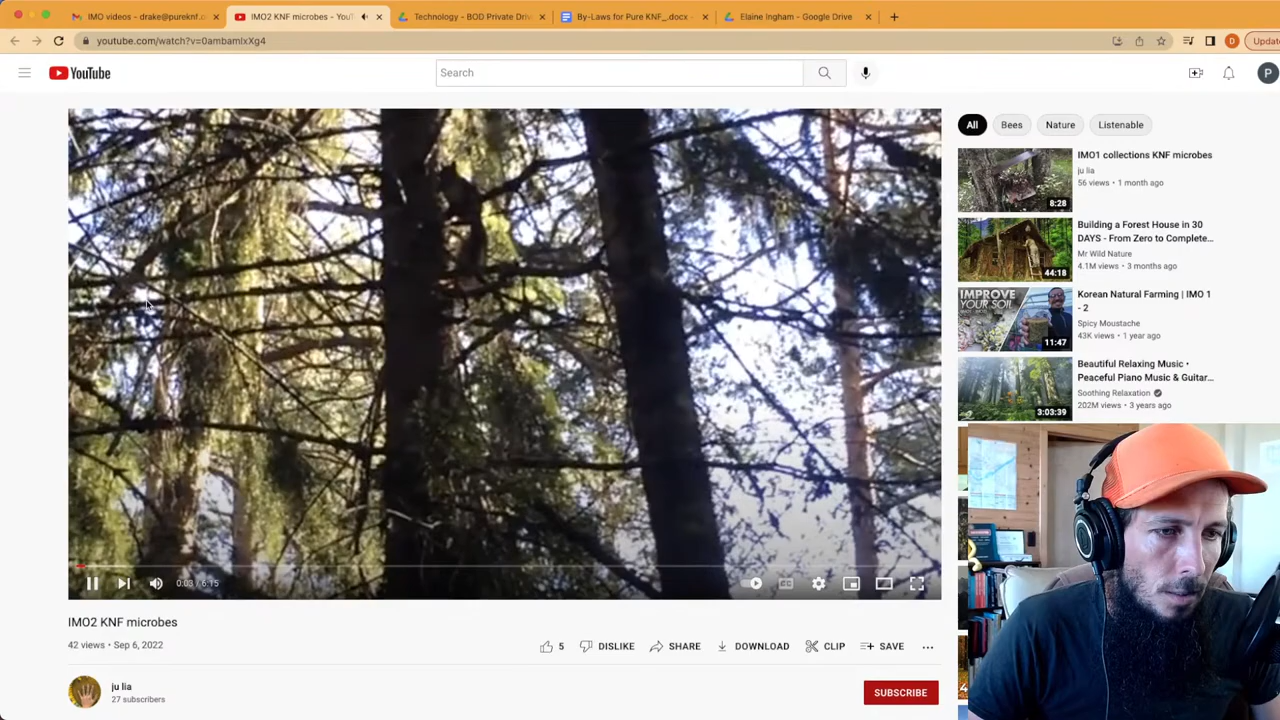 IMO videos - drake@pureknf.o
IMO2 KNF microbes - YouT
Technology - BOD Private Driv
By-Laws for Pure KNF_.docx -
Elaine Ingham - Google Drive
youtube.com/watch?v=0ambamIxXg4
D
Update
YouTube
Search
P
All
Bees
Nature
Listenable
IMO1 collections KNF microbes
ju lia
56 views • 1 month ago
8:28
Building a Forest House in 30
DAYS - From Zero to Complete...
Mr Wild Nature
4.1M views • 3 months ago
44:18
IMPROVE
YOUR SOIL
Korean Natural Farming | IMO 1
- 2
Spicy Moustache
43K views • 1 year ago
11:47
Beautiful Relaxing Music •
Peaceful Piano Music & Guitar...
Soothing Relaxation
202M views • 3 years ago
3:03:39
0:03 / 6:15
CC
IMO2 KNF microbes
42 views • Sep 6, 2022
5
DISLIKE
SHARE
DOWNLOAD
CLIP
SAVE
ju lia
27 subscribers
SUBSCRIBE